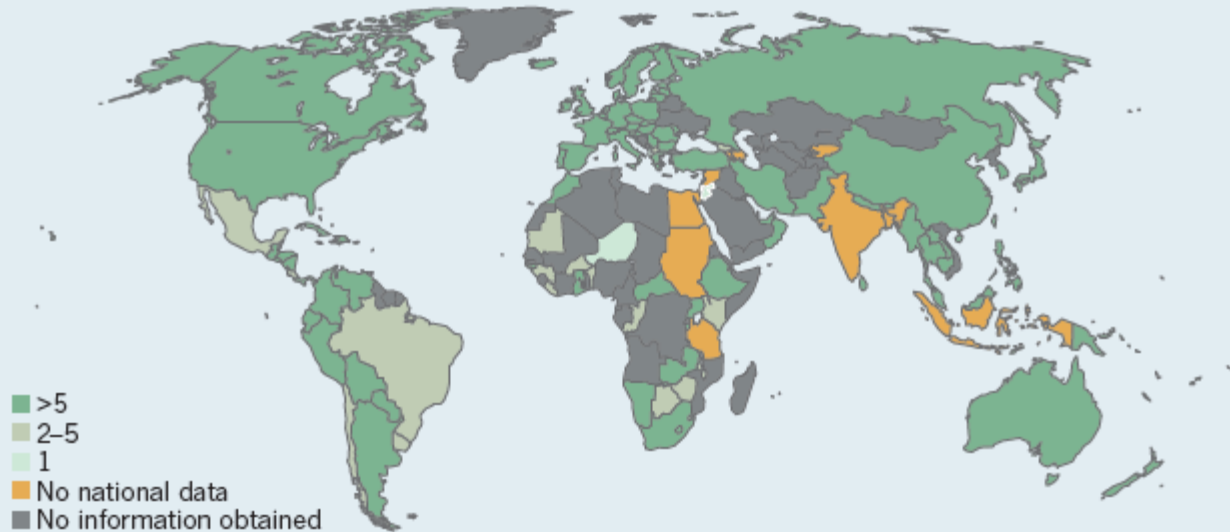 >5
2–5
1
No national data
No information obtained